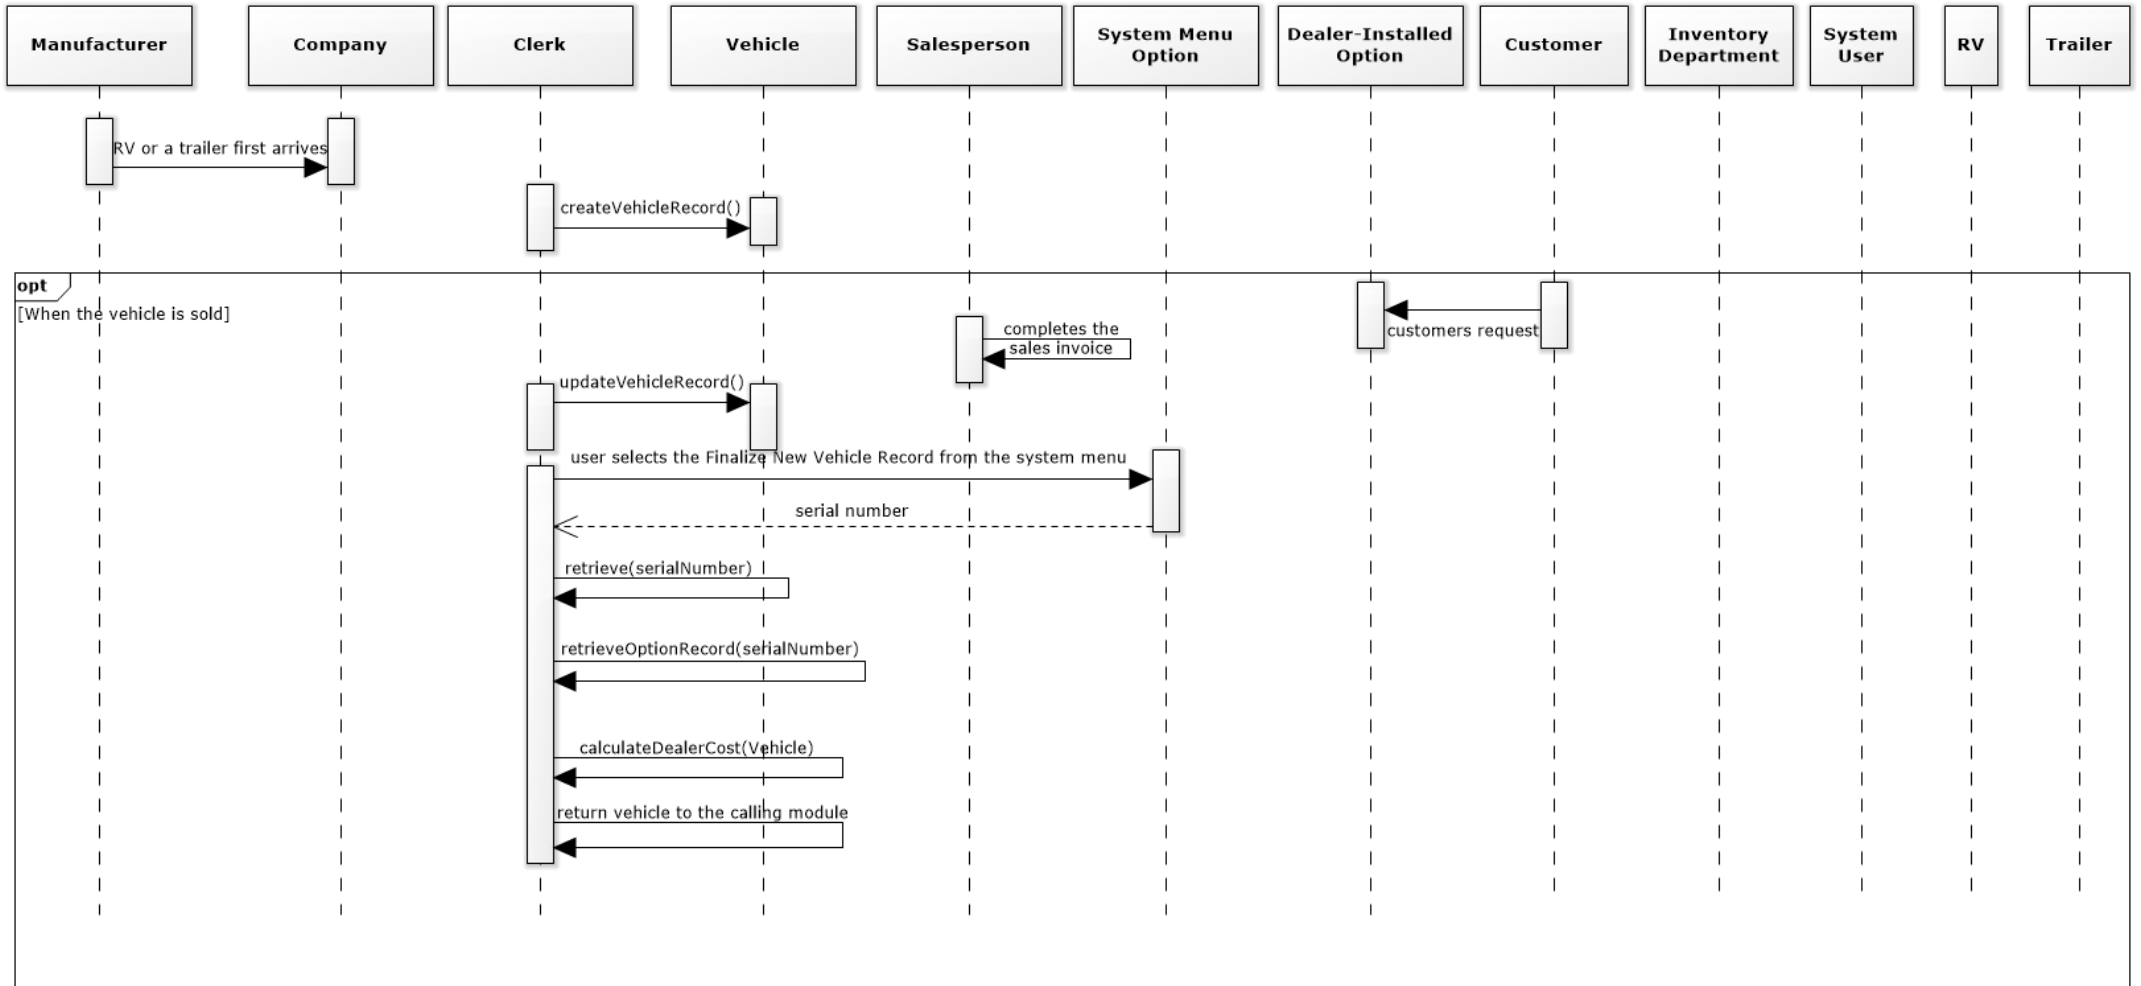 Manufacturer
Company
Clerk
Vehicle
Salesperson
System Menu
Option
Dealer-Installed
Option
Customer
Inventory
Department
System
User
RV
Trailer
RV or a trailer first arrives
createVehicleRecord()
opt
[When the vehicle is sold]
customers request
completes the
sales invoice
updateVehicleRecord()
user selects the Finalize New Vehicle Record from the system menu
serial number
retrieve(serialNumber)
retrieveOptionRecord(serialNumber)
calculateDealerCost(Vehicle)
return vehicle to the calling module